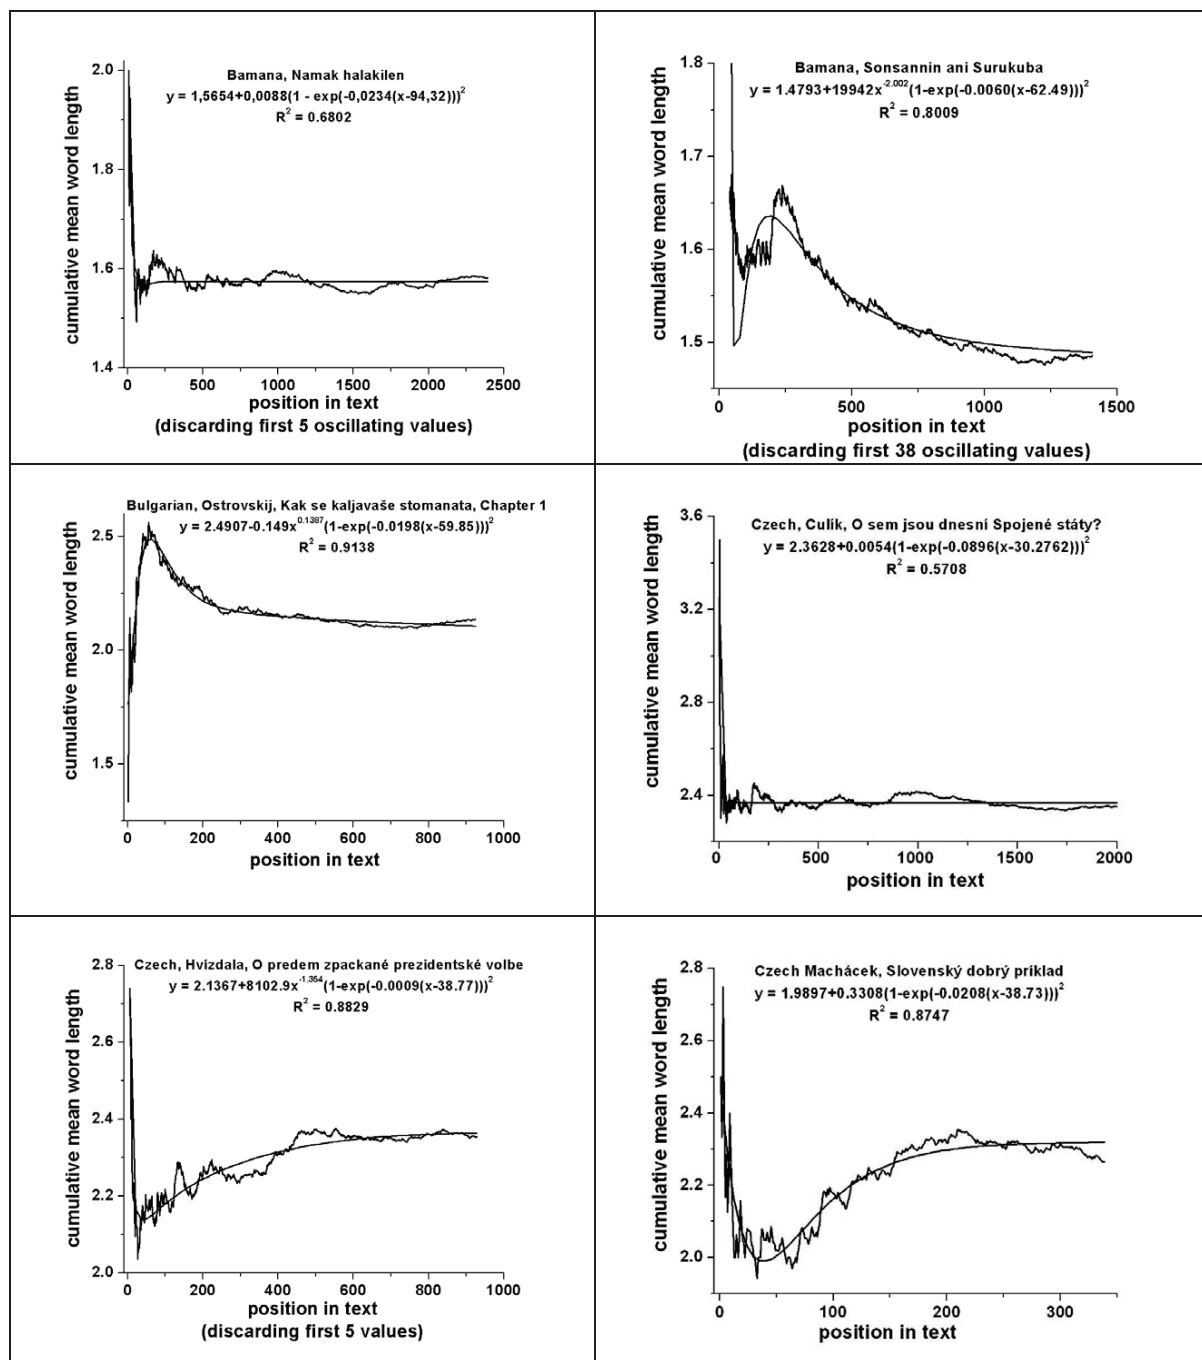 Bamana, Namak halakilen
y = 1,5654+0,0088(1 - exp(-0,0234(x-94,32)))²
R² = 0.6802
cumulative mean word length
2.0
1.8
1.6
1.4
0 500 1000 1500 2000 2500
position in text
(discarding first 5 oscillating values)
Bamana, Sonsannin ani Surukuba
y = 1.4793+19942x^-2.002(1-exp(-0.0060(x-62.49)))²
R² = 0.8009
cumulative mean word length
1.8
1.7
1.6
1.5
0 500 1000 1500
position in text
(discarding first 38 oscillating values)
Bulgarian, Ostrovskij, Kak se kaljavaše stomanata, Chapter 1
y = 2.4907-0.149x^0.1387(1-exp(-0.0198(x-59.85)))²
R² = 0.9138
cumulative mean word length
2.5
2.0
1.5
0 200 400 600 800 1000
position in text
Czech, Culík, O sem jsou dnesní Spojené státy?
y = 2.3628+0.0054(1-exp(-0.0896(x-30.2762)))²
R² = 0.5708
cumulative mean word length
3.6
3.2
2.8
2.4
0 500 1000 1500 2000
position in text
Czech, Hvízdala, O predem zpackané prezidentské volbe
y = 2.1367+8102.9x^-1.354(1-exp(-0.0009(x-38.77)))²
R² = 0.8829
cumulative mean word length
2.8
2.6
2.4
2.2
2.0
0 200 400 600 800 1000
position in text
(discarding first 5 values)
Czech Machácek, Slovenský dobrý príklad
y = 1.9897+0.3308(1-exp(-0.0208(x-38.73)))²
R² = 0.8747
cumulative mean word length
2.8
2.6
2.4
2.2
2.0
0 100 200 300
position in text